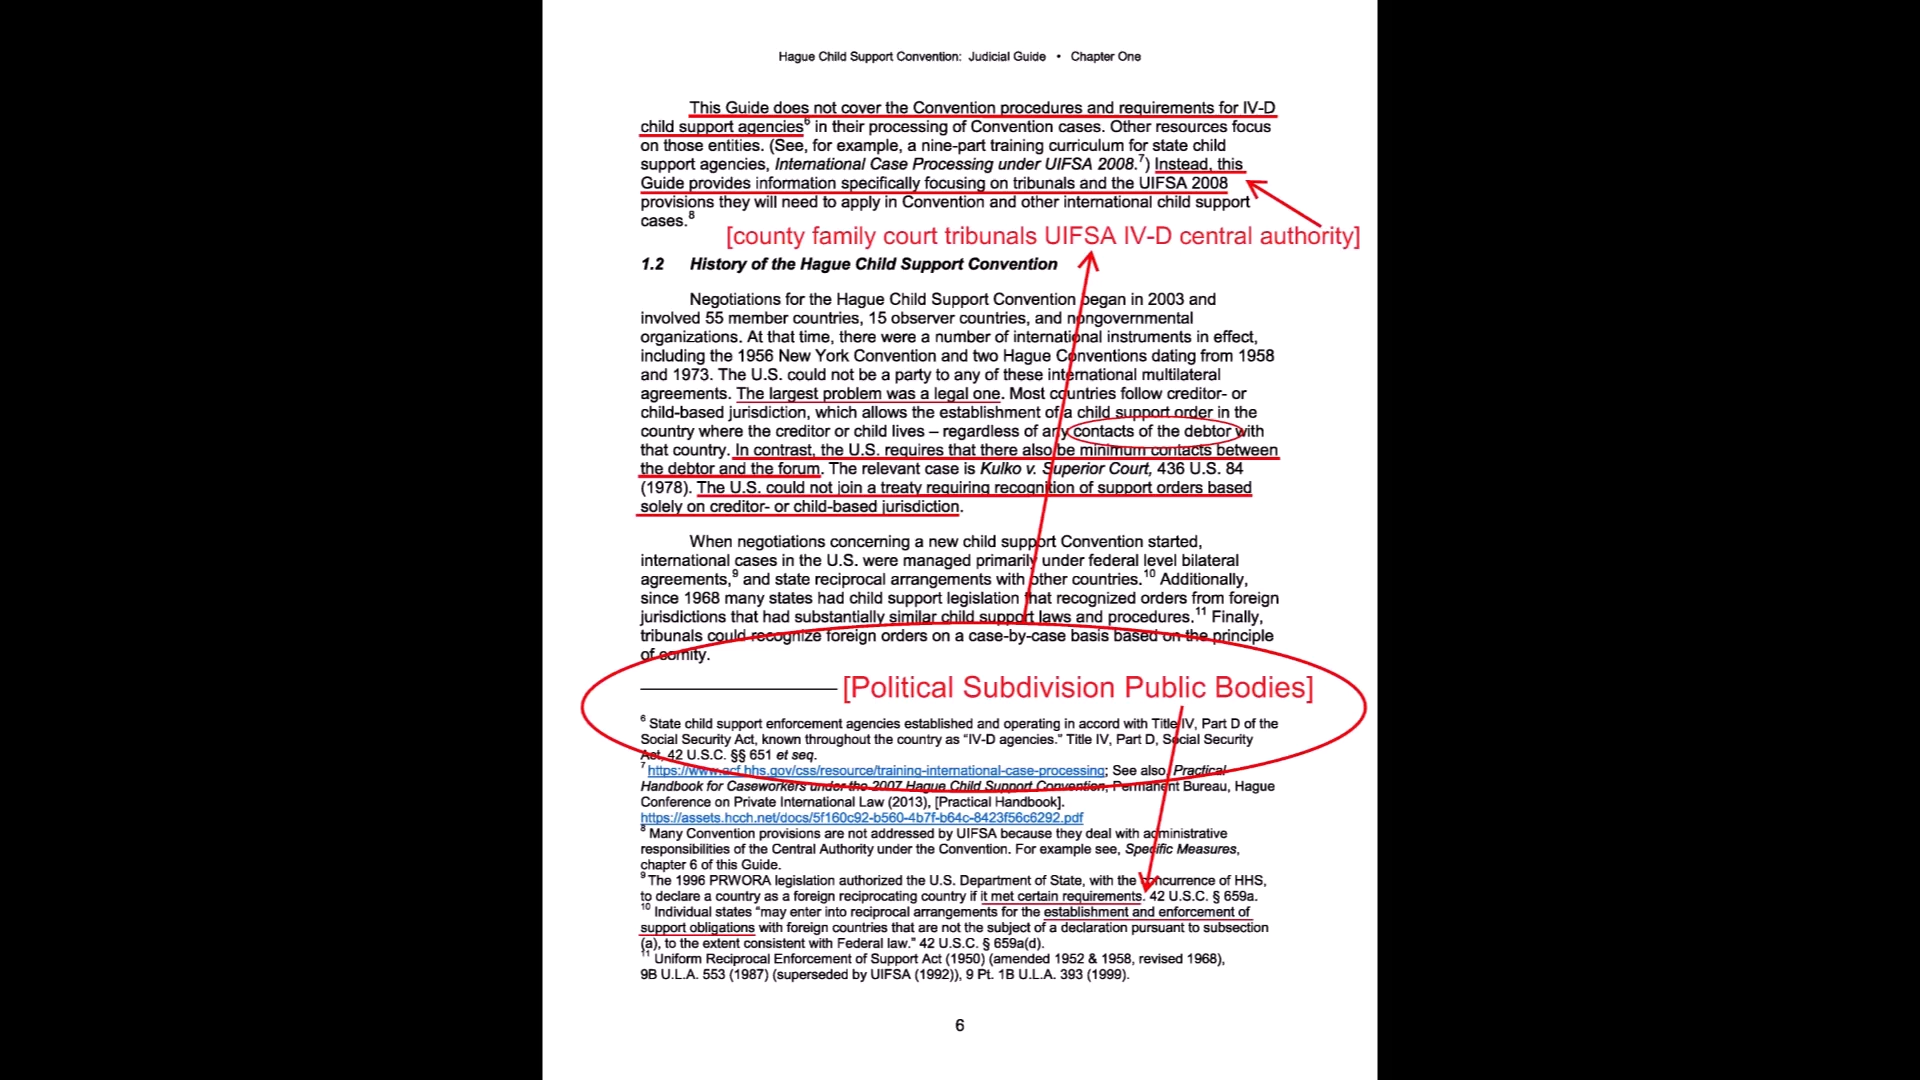 Hague Child Support Convention: Judicial Guide • Chapter One
This Guide does not cover the Convention procedures and requirements for IV-D
child support agencies6 in their processing of Convention cases. Other resources focus
on those entities. (See, for example, a nine-part training curriculum for state child
support agencies, International Case Processing under UIFSA 2008.7) Instead, this
Guide provides information specifically focusing on tribunals and the UIFSA 2008
provisions they will need to apply in Convention and other international child support
cases.8
[county family court tribunals UIFSA IV-D central authority]
1.2 History of the Hague Child Support Convention
Negotiations for the Hague Child Support Convention began in 2003 and
involved 55 member countries, 15 observer countries, and nongovernmental
organizations. At that time, there were a number of international instruments in effect,
including the 1956 New York Convention and two Hague Conventions dating from 1958
and 1973. The U.S. could not be a party to any of these international multilateral
agreements. The largest problem was a legal one. Most countries follow creditor- or
child-based jurisdiction, which allows the establishment of a child support order in the
country where the creditor or child lives – regardless of any contacts of the debtor with
that country. In contrast, the U.S. requires that there also be minimum contacts between
the debtor and the forum. The relevant case is Kulko v. Superior Court, 436 U.S. 84
(1978). The U.S. could not join a treaty requiring recognition of support orders based
solely on creditor- or child-based jurisdiction.
When negotiations concerning a new child support Convention started,
international cases in the U.S. were managed primarily under federal level bilateral
agreements,9 and state reciprocal arrangements with other countries.10 Additionally,
since 1968 many states had child support legislation that recognized orders from foreign
jurisdictions that had substantially similar child support laws and procedures.11 Finally,
tribunals could recognize foreign orders on a case-by-case basis based on the principle
of comity.
[Political Subdivision Public Bodies]
6 State child support enforcement agencies established and operating in accord with Title IV, Part D of the
Social Security Act, known throughout the country as “IV-D agencies.” Title IV, Part D, Social Security
Act, 42 U.S.C. §§ 651 et seq.
7 https://www.acf.hhs.gov/css/resource/training-international-case-processing; See also, Practical
Handbook for Caseworkers under the 2007 Hague Child Support Convention, Permanent Bureau, Hague
Conference on Private International Law (2013), [Practical Handbook].
https://assets.hcch.net/docs/5f160c92-b560-4b7f-b64c-8423f56c6292.pdf
8 Many Convention provisions are not addressed by UIFSA because they deal with administrative
responsibilities of the Central Authority under the Convention. For example see, Specific Measures,
chapter 6 of this Guide.
9 The 1996 PRWORA legislation authorized the U.S. Department of State, with the concurrence of HHS,
to declare a country as a foreign reciprocating country if it met certain requirements. 42 U.S.C. § 659a.
10 Individual states “may enter into reciprocal arrangements for the establishment and enforcement of
support obligations with foreign countries that are not the subject of a declaration pursuant to subsection
(a), to the extent consistent with Federal law.” 42 U.S.C. § 659a(d).
11 Uniform Reciprocal Enforcement of Support Act (1950) (amended 1952 & 1958, revised 1968),
9B U.L.A. 553 (1987) (superseded by UIFSA (1992)), 9 Pt. 1B U.L.A. 393 (1999).
6